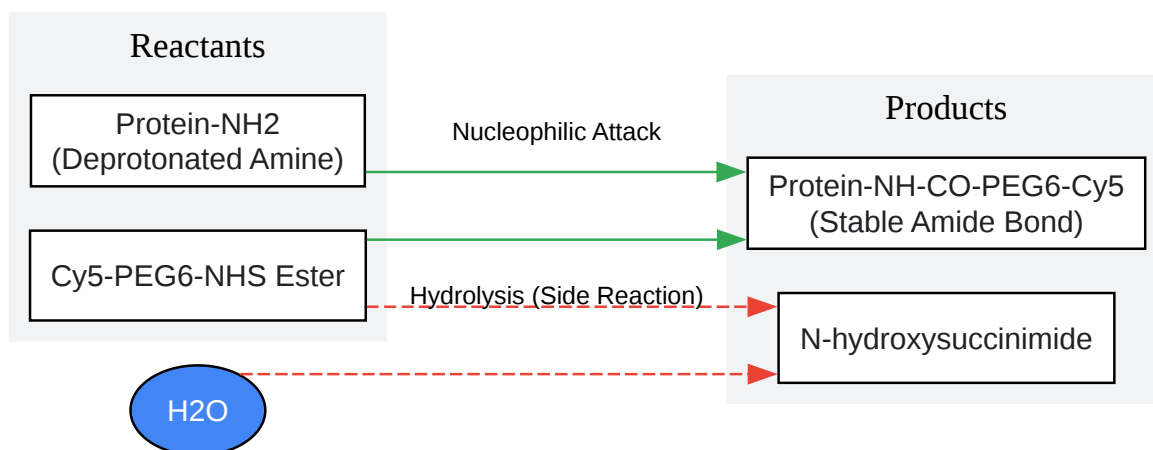 Reactants
Protein-NH2
(Deprotonated Amine)
Cy5-PEG6-NHS Ester
H2O
Nucleophilic Attack
Hydrolysis (Side Reaction)
Products
Protein-NH-CO-PEG6-Cy5
(Stable Amide Bond)
N-hydroxysuccinimide